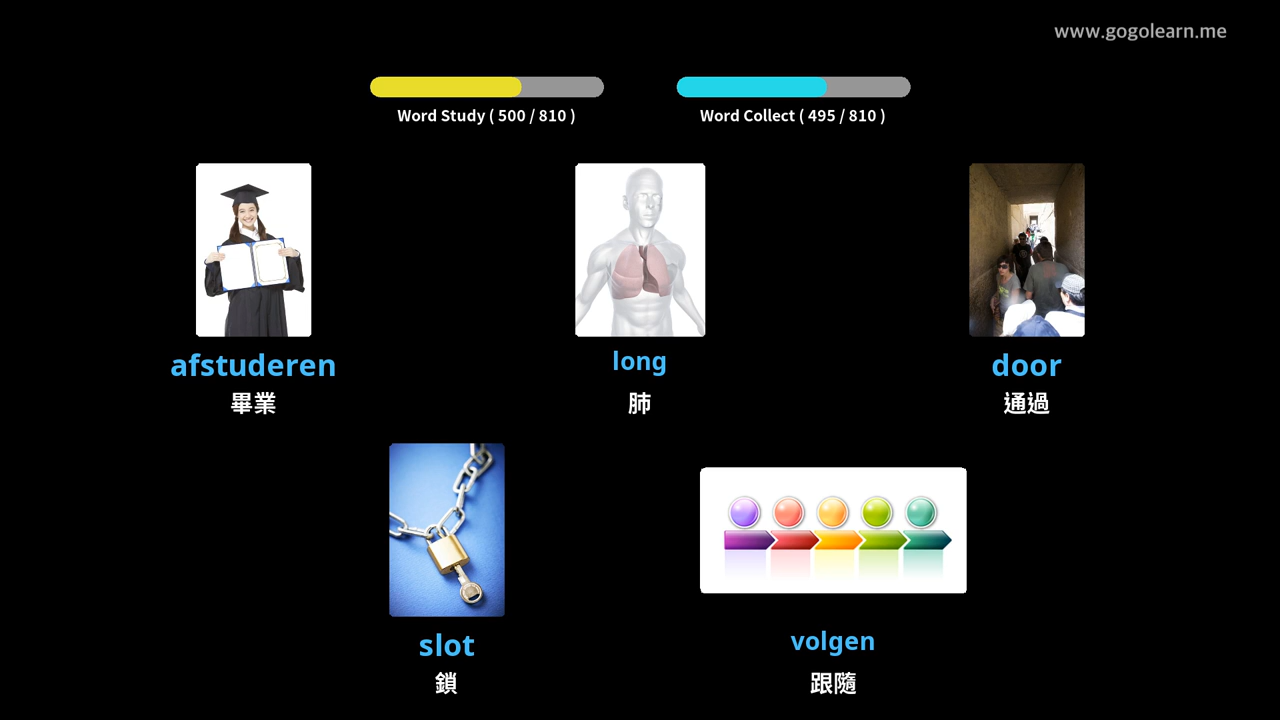 www.gogolearn.me
Word Study ( 500 / 810 )
Word Collect ( 495 / 810 )
afstuderen
畢業
long
肺
door
通過
slot
鎖
volgen
跟隨